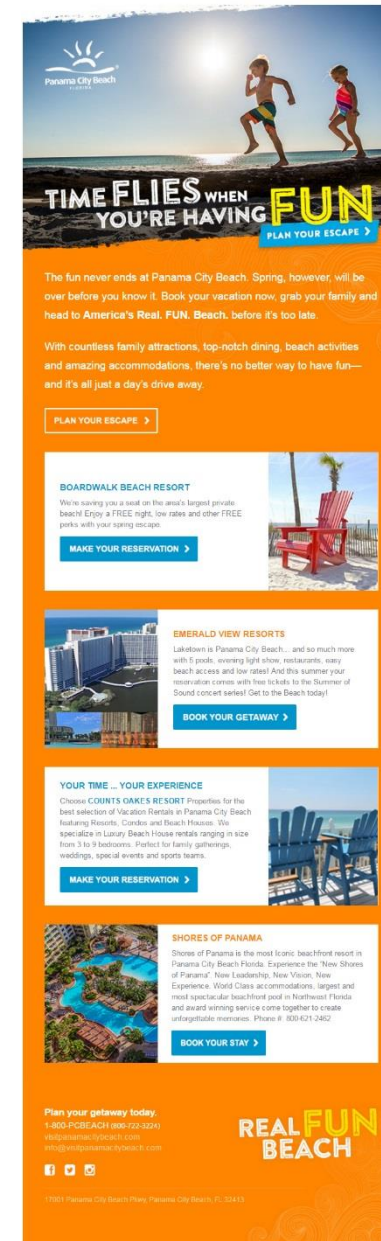 Panama City Beach
FLORIDA
TIME FLIES WHEN
YOU'RE HAVING FUN
PLAN YOUR ESCAPE
The fun never ends at Panama City Beach. Spring, however, will be
over before you know it. Book your vacation now, grab your family and
head to America's Real. FUN. Beach. before it's too late.
With countless family attractions, top-notch dining, beach activities
and amazing accommodations, there's no better way to have fun—
and it's all just a day's drive away.
PLAN YOUR ESCAPE
BOARDWALK BEACH RESORT
We're saving you a seat on the area's largest private
beach! Enjoy a FREE night, low rates and other FREE
perks with your spring escape.
MAKE YOUR RESERVATION
EMERALD VIEW RESORTS
Laketown is Panama City Beach... and so much more
with 5 pools, evening light show, restaurants, easy
beach access and low rates! And this summer your
reservation comes with free tickets to the Summer of
Sound concert series! Get to the Beach today!
BOOK YOUR GETAWAY
YOUR TIME ... YOUR EXPERIENCE
Choose COUNTS OAKES RESORT Properties for the
best selection of Vacation Rentals in Panama City Beach
featuring Resorts, Condos and Beach Houses. We
specialize in Luxury Beach House rentals ranging in size
from 3 to 9 bedrooms. Perfect for family gatherings,
weddings, special events and sports teams.
MAKE YOUR RESERVATION
SHORES OF PANAMA
Shores of Panama is the most Iconic beachfront resort in
Panama City Beach Florida. Experience the "New Shores
of Panama". New Leadership, New Vision, New
Experience. World Class accommodations, largest and
most spectacular beachfront pool in Northwest Florida
and award winning service come together to create
unforgettable memories. Phone #: 800-621-2462
BOOK YOUR STAY
Plan your getaway today.
1-800-PCBEACH (800-722-3224)
visitpanamacitybeach.com
info@visitpanamacitybeach.com
REAL FUN
BEACH
17001 Panama City Beach Pkwy, Panama City Beach, FL 32413